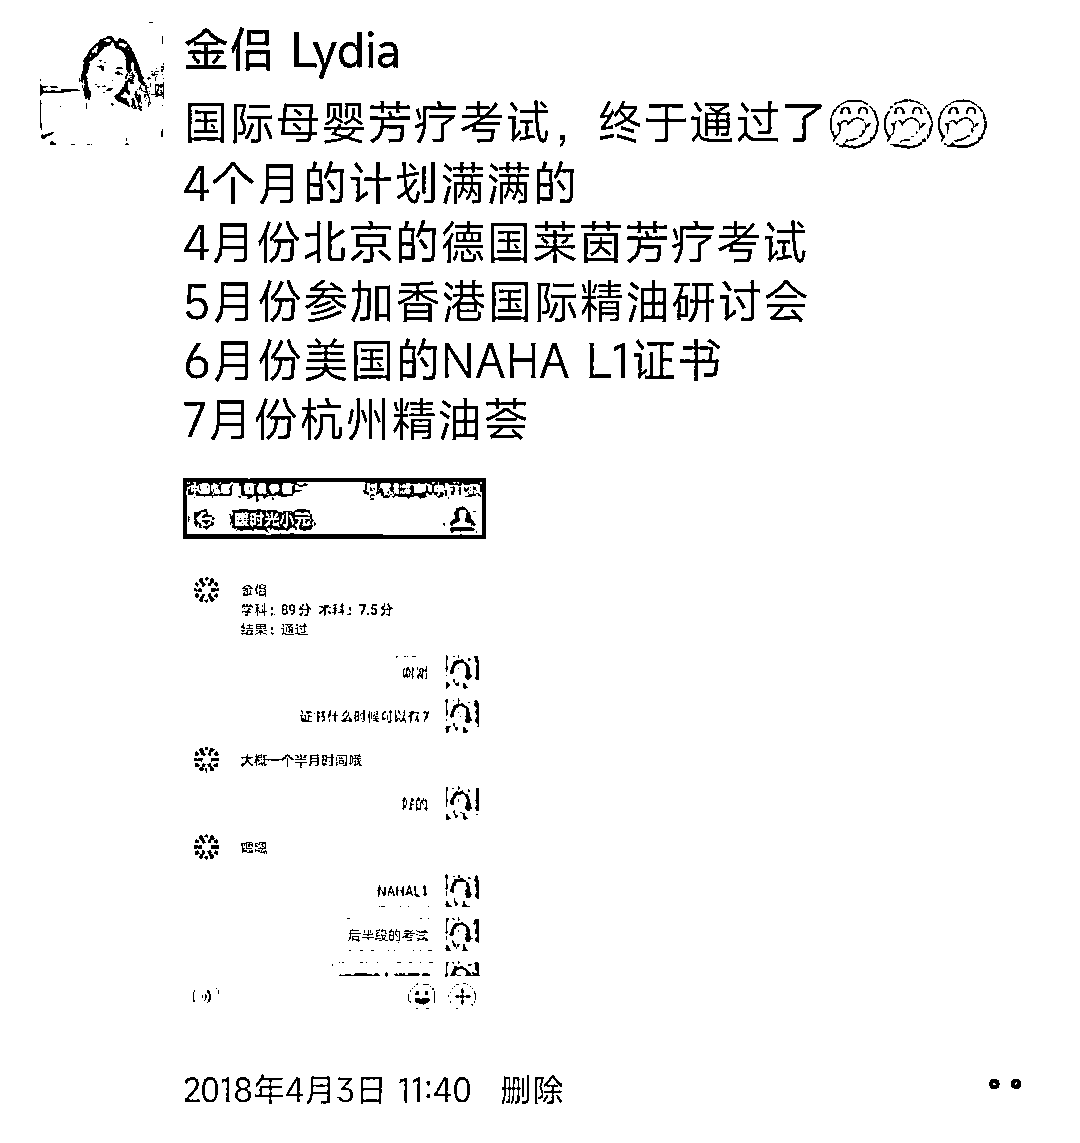 金侣 Lydia
国际母婴芳疗考试，终于通过了🤭🤭🤭
4个月的计划满满的
4月份北京的德国莱茵芳疗考试
5月份参加香港国际精油研讨会
6月份美国的NAHA L1证书
7月份杭州精油荟
暖时光小元
金侣
学科：89分 术科：7.5分
结果：通过
证书什么时候可以有？
大概一个半月时间哦
好的
嗯嗯
NAHAL1
后半段的考试
2018年4月3日 11:40 删除